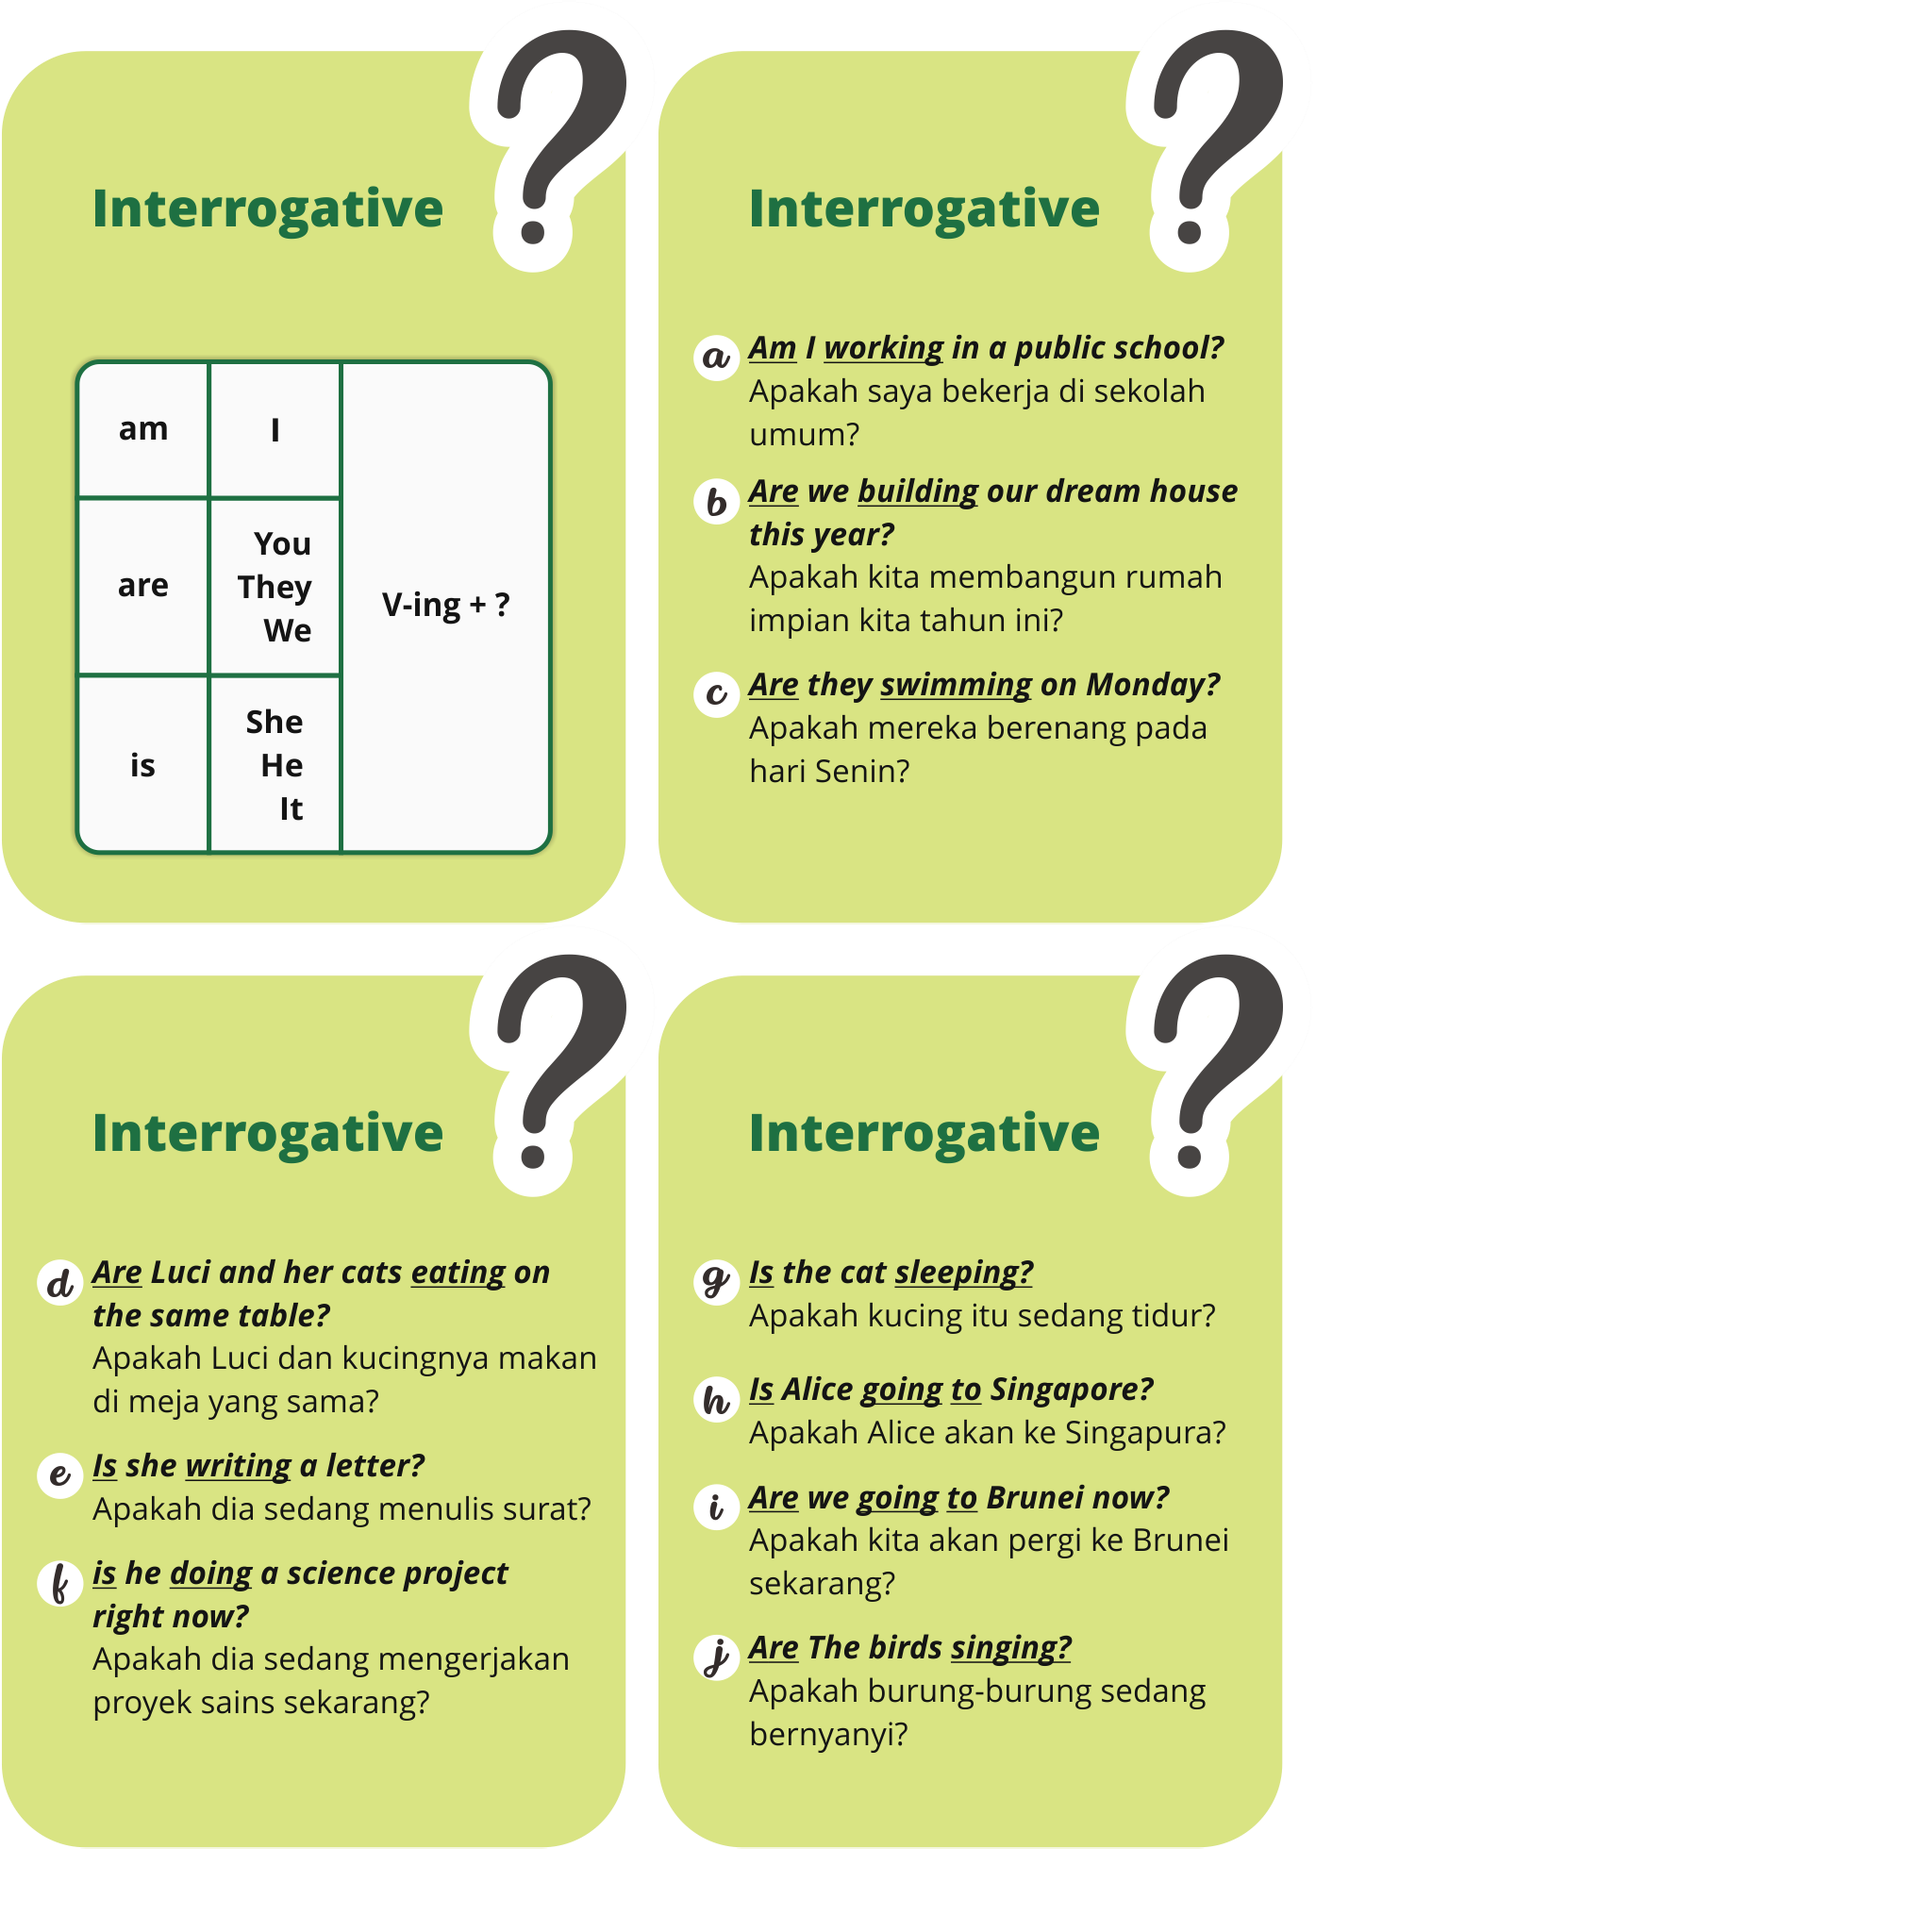 ?
Interrogative
am
I
are
You
They
We
V-ing + ?
is
She
He
It
?
Interrogative
a
Am I working in a public school?
Apakah saya bekerja di sekolah
umum?
b
Are we building our dream house
this year?
Apakah kita membangun rumah
impian kita tahun ini?
c
Are they swimming on Monday?
Apakah mereka berenang pada
hari Senin?
?
Interrogative
d
Are Luci and her cats eating on
the same table?
Apakah Luci dan kucingnya makan
di meja yang sama?
e
Is she writing a letter?
Apakah dia sedang menulis surat?
f
is he doing a science project
right now?
Apakah dia sedang mengerjakan
proyek sains sekarang?
?
Interrogative
g
Is the cat sleeping?
Apakah kucing itu sedang tidur?
h
Is Alice going to Singapore?
Apakah Alice akan ke Singapura?
i
Are we going to Brunei now?
Apakah kita akan pergi ke Brunei
sekarang?
j
Are The birds singing?
Apakah burung-burung sedang
bernyanyi?